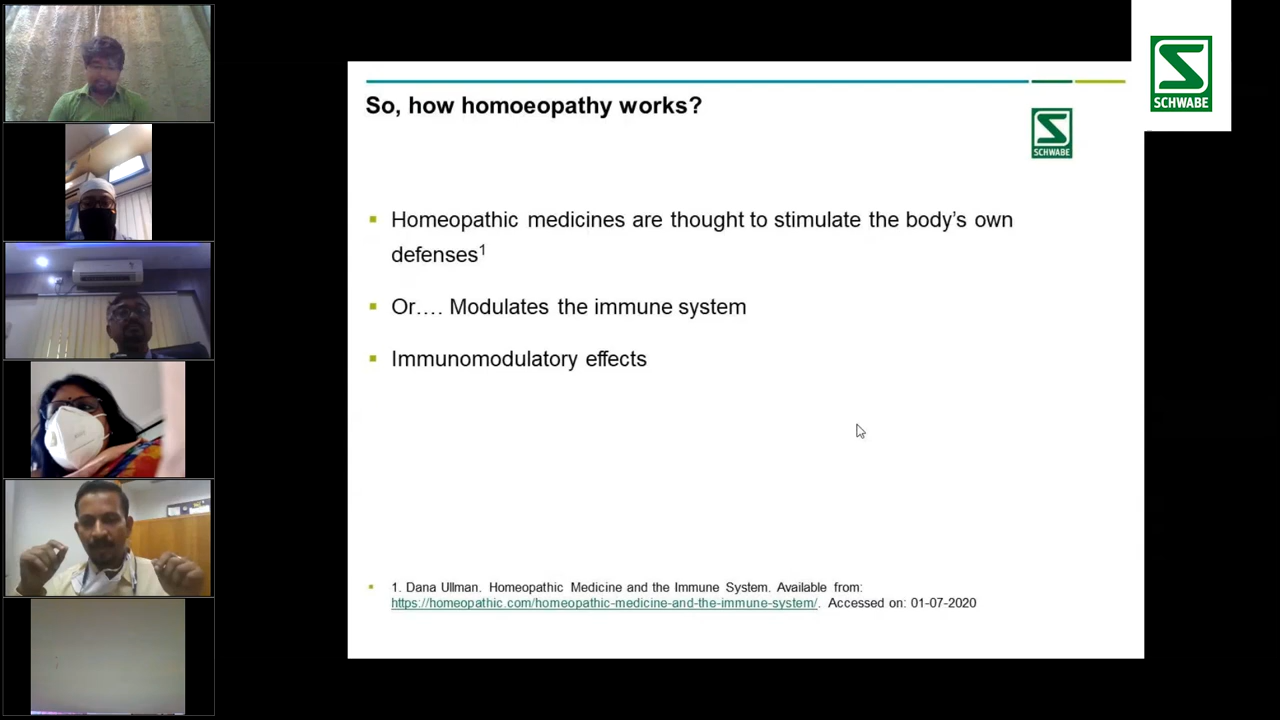 SCHWABE
So, how homoeopathy works?
SCHWABE
Homeopathic medicines are thought to stimulate the body's own
defenses¹
Or…. Modulates the immune system
Immunomodulatory effects
1. Dana Ullman. Homeopathic Medicine and the Immune System. Available from:
https://homeopathic.com/homeopathic-medicine-and-the-immune-system/. Accessed on: 01-07-2020